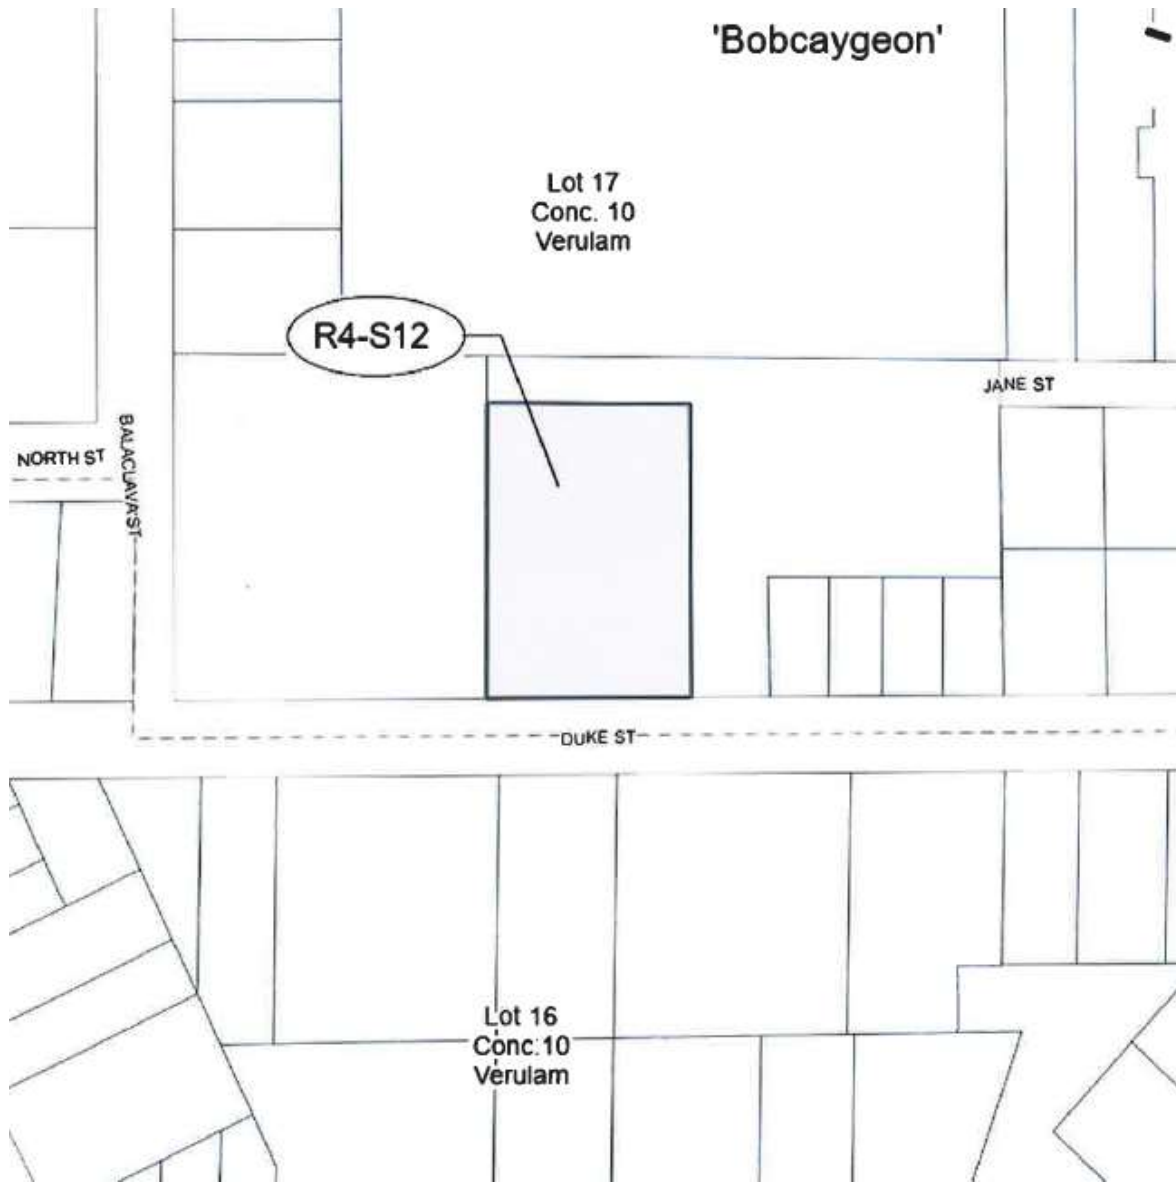 'Bobcaygeon'
Lot 17
Conc. 10
Verulam
R4-S12
JANE ST
NORTH ST
BALACLAVA ST
DUKE ST
Lot 16
Conc.10
Verulam